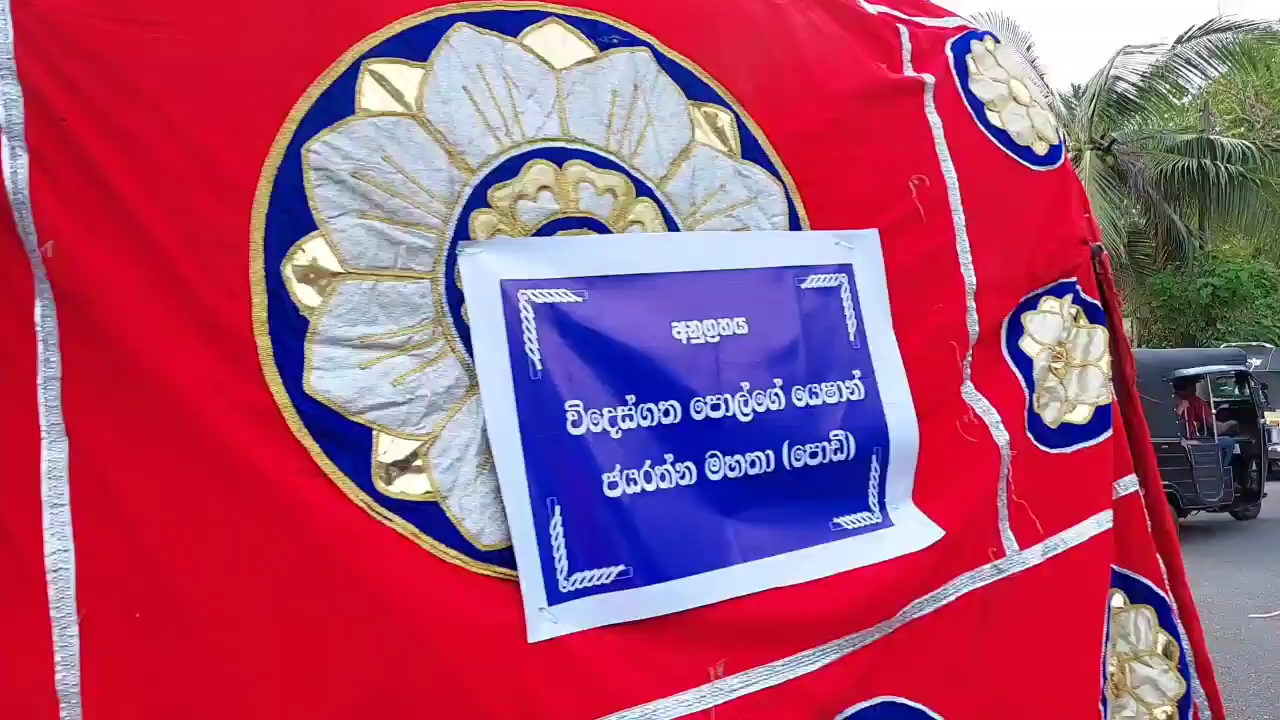 අනුග්‍රහය
විදෙස්ගත පොල්ගේ යෙෂාන්
ජයරත්න මහතා (පොඩි)